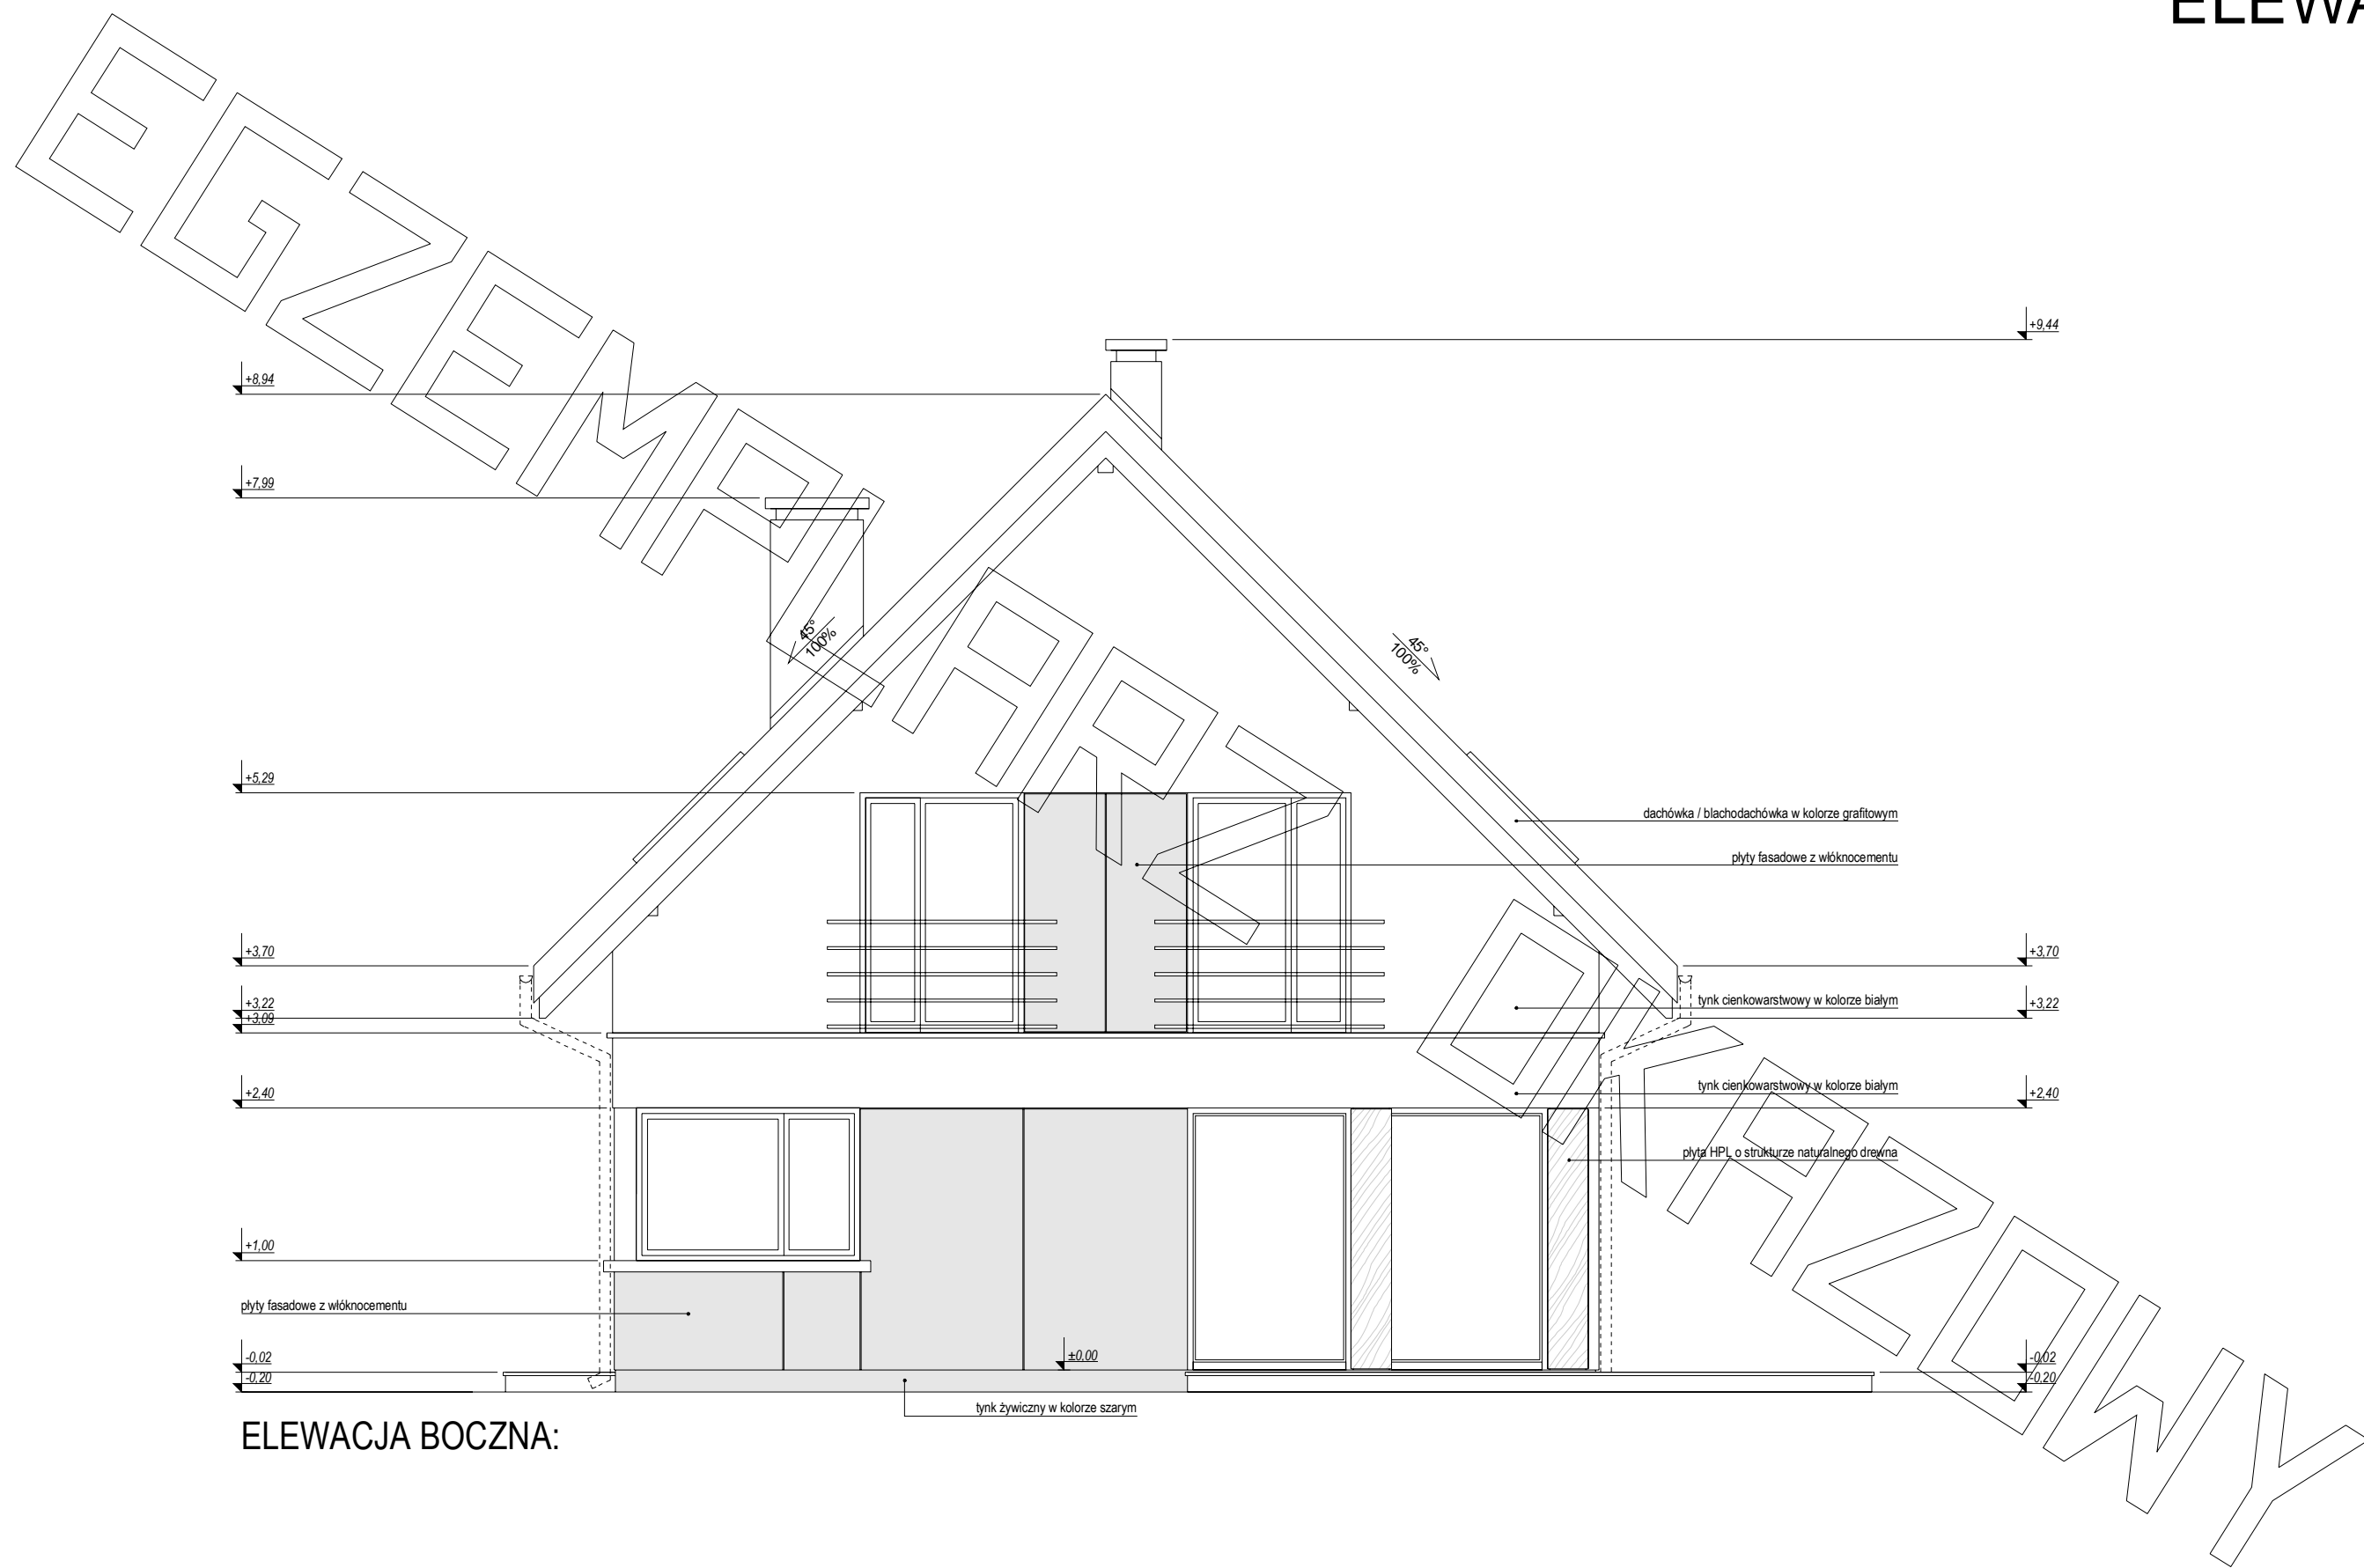 ELEWA
EGZEMPLARZ POKAZOWY
+9,44
+8,94
+7,99
45°
100%
45°
100%
+5,29
dachówka / blachodachówka w kolorze grafitowym
płyty fasadowe z włóknocementu
+3,70
+3,70
+3,22
tynk cienkowarstwowy w kolorze białym
+3,22
+3,09
+2,40
tynk cienkowarstwowy w kolorze białym
+2,40
płyta HPL o strukturze naturalnego drewna
+1,00
płyty fasadowe z włóknocementu
-0,02
±0,00
-0,02
-0,20
-0,20
tynk żywiczny w kolorze szarym
ELEWACJA BOCZNA: